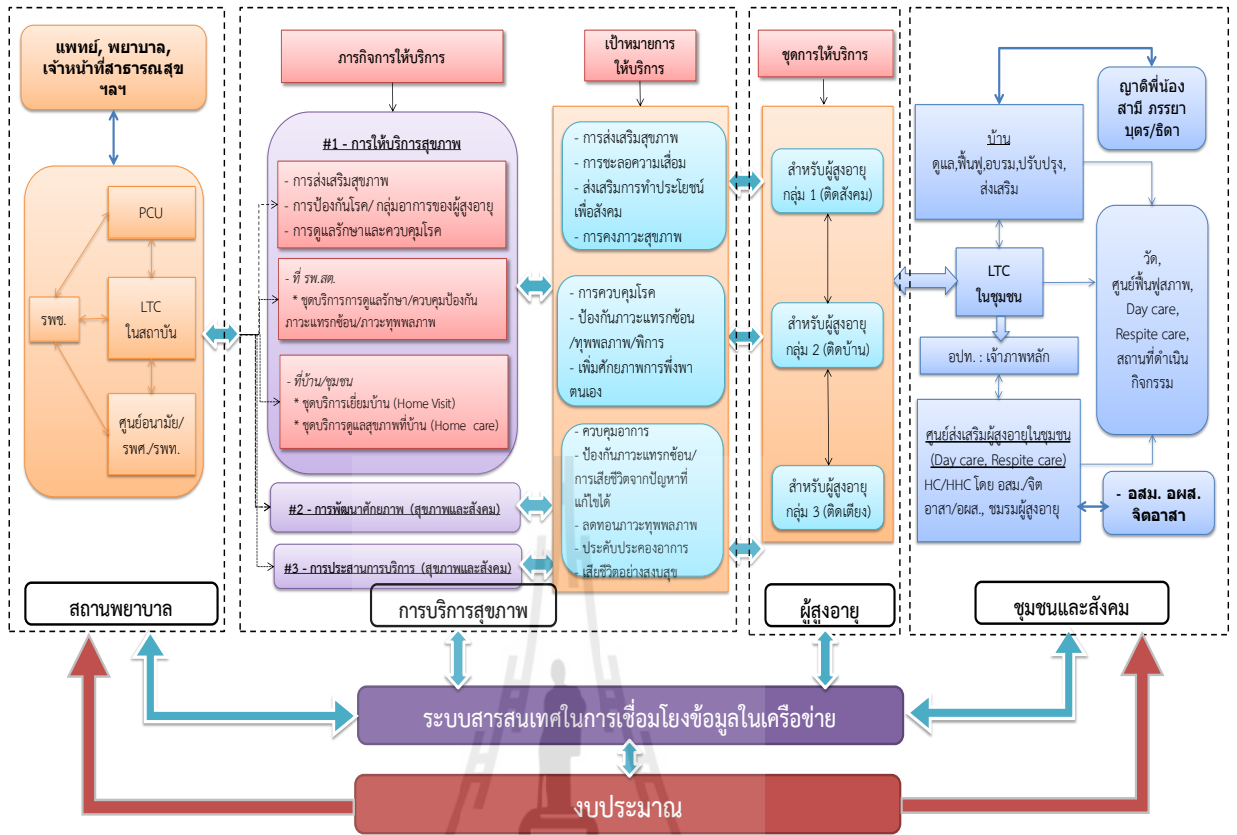 แพทย์, พยาบาล,
เจ้าหน้าที่สาธารณสุข
ฯลฯ
PCU
รพช.
LTC
ในสถาบัน
ศูนย์อนามัย/
รพศ./รพท.
สถานพยาบาล
ภารกิจการให้บริการ
#1 - การให้บริการสุขภาพ
- การส่งเสริมสุขภาพ
- การป้องกันโรค/ กลุ่มอาการของผู้สูงอายุ
- การดูแลรักษาและควบคุมโรค
- ที่ รพ.สต.
* ชุดบริการการดูแลรักษา/ควบคุมป้องกัน
ภาวะแทรกซ้อน/ภาวะทุพพลภาพ
- ที่บ้าน/ชุมชน
* ชุดบริการเยี่ยมบ้าน (Home Visit)
* ชุดบริการดูแลสุขภาพที่บ้าน (Home care)
#2 - การพัฒนาศักยภาพ (สุขภาพและสังคม)
#3 - การประสานการบริการ (สุขภาพและสังคม)
เป้าหมายการ
ให้บริการ
- การส่งเสริมสุขภาพ
- การชะลอความเสื่อม
- ส่งเสริมการทำประโยชน์
เพื่อสังคม
- การคงภาวะสุขภาพ
- การควบคุมโรค
- ป้องกันภาวะแทรกซ้อน
/ทุพพลภาพ/พิการ
- เพิ่มศักยภาพการพึ่งพา
ตนเอง
- ควบคุมอาการ
- ป้องกันภาวะแทรกซ้อน/
การเสียชีวิตจากปัญหาที่
แก้ไขได้
- ลดทอนภาวะทุพพลภาพ
- ประคับประคองอาการ
- เสียชีวิตอย่างสงบสุข
การบริการสุขภาพ
ชุดการให้บริการ
สำหรับผู้สูงอายุ
กลุ่ม 1 (ติดสังคม)
สำหรับผู้สูงอายุ
กลุ่ม 2 (ติดบ้าน)
สำหรับผู้สูงอายุ
กลุ่ม 3 (ติดเตียง)
ผู้สูงอายุ
ญาติพี่น้อง
สามี ภรรยา
บุตร/ธิดา
บ้าน
ดูแล,ฟื้นฟู,อบรม,ปรับปรุง,
ส่งเสริม
LTC
ในชุมชน
อปท. : เจ้าภาพหลัก
วัด,
ศูนย์ฟื้นฟูสภาพ,
Day care,
Respite care,
สถานที่ดำเนิน
กิจกรรม
ศูนย์ส่งเสริมผู้สูงอายุในชุมชน
(Day care, Respite care)
HC/HHC โดย อสม./จิต
อาสา/อผส., ชมรมผู้สูงอายุ
- อสม. อผส.
จิตอาสา
ชุมชนและสังคม
ระบบสารสนเทศในการเชื่อมโยงข้อมูลในเครือข่าย
งบประมาณ